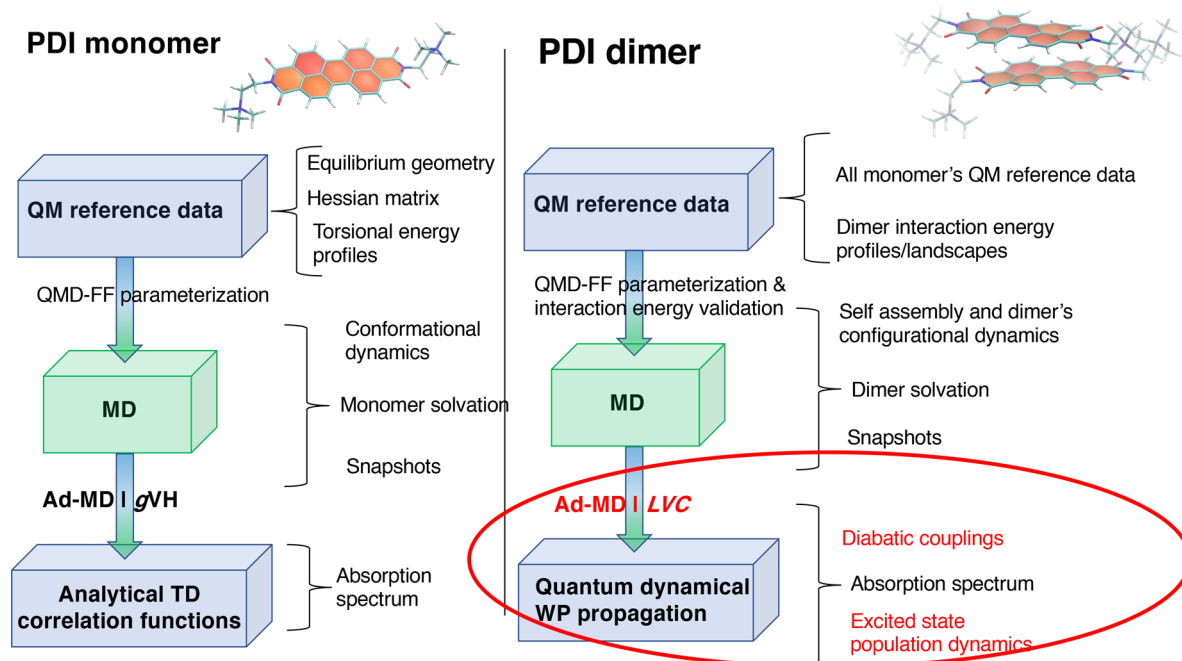 PDI monomer
QM reference data
Equilibrium geometry
Hessian matrix
Torsional energy
profiles
QMD-FF parameterization
MD
Conformational
dynamics
Monomer solvation
Snapshots
Ad-MD | gVH
Analytical TD
correlation functions
Absorption
spectrum
PDI dimer
QM reference data
All monomer's QM reference data
Dimer interaction energy
profiles/landscapes
QMD-FF parameterization &
interaction energy validation
MD
Self assembly and dimer's
configurational dynamics
Dimer solvation
Snapshots
Ad-MD | LVC
Quantum dynamical
WP propagation
Diabatic couplings
Absorption spectrum
Excited state
population dynamics